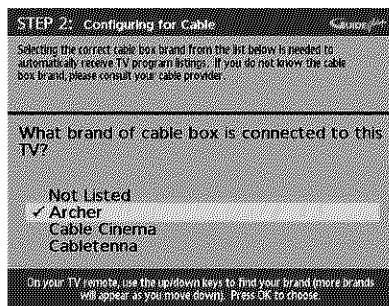 STEP 2: Configuring for Cable
GUIDE
Selecting the correct cable box brand from the list below is needed to
automatically receive TV program listings. If you do not know the cable
box brand, please consult your cable provider.
What brand of cable box is connected to this
TV?
Not Listed
✓ Archer
Cable Cinema
Cabletenna
On your TV remote, use the up/down keys to find your brand (more brands
will appear as you move down). Press OK to choose.